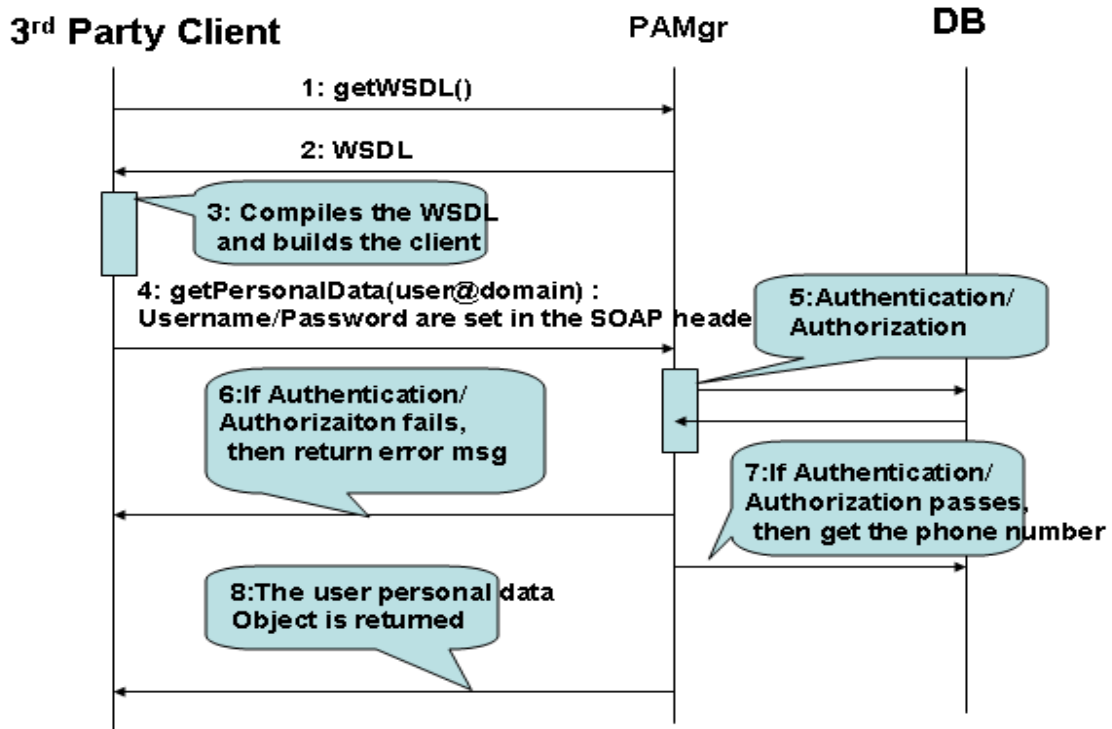 3rd Party Client
PAMgr
DB
1: getWSDL()
2: WSDL
3: Compiles the WSDL
and builds the client
4: getPersonalData(user@domain) :
Username/Password are set in the SOAP heade
5:Authentication/
Authorization
6:If Authentication/
Authorizaiton fails,
then return error msg
7:If Authentication/
Authorization passes,
then get the phone number
8:The user personal data
Object is returned